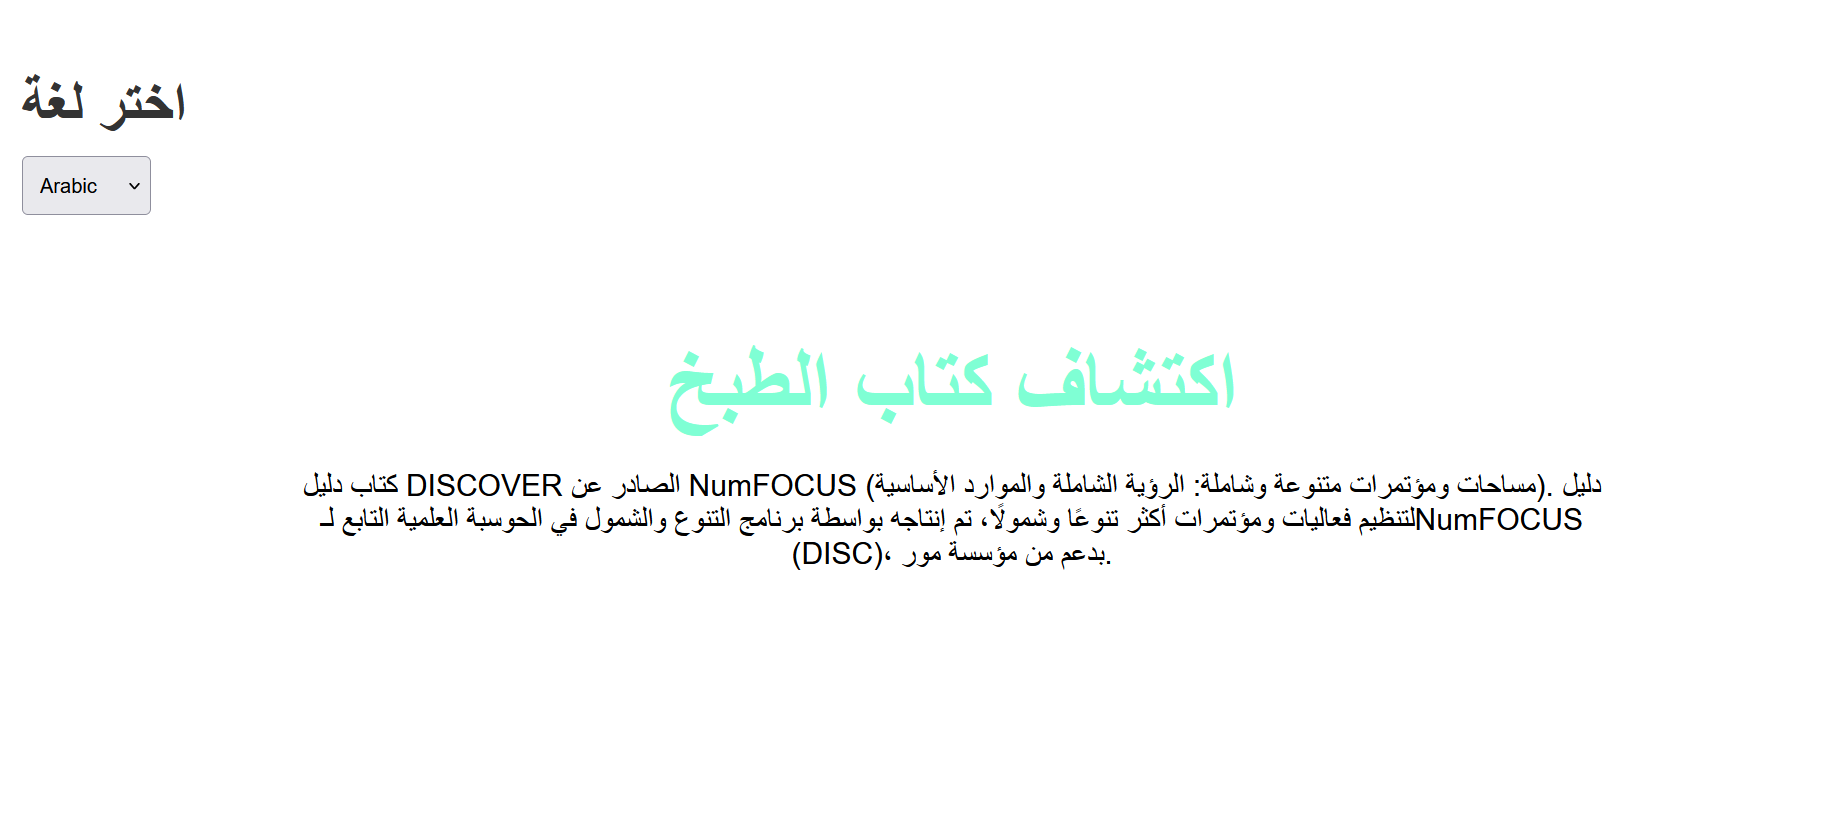 اختر لغة
Arabic
اكتشاف كتاب الطبخ
كتاب دليل DISCOVER الصادر عن NumFOCUS (مساحات ومؤتمرات متنوعة وشاملة: الرؤية الشاملة والموارد الأساسية). دليل
لتنظيم فعاليات ومؤتمرات أكثر تنوعًا وشمولًا، تم إنتاجه بواسطة برنامج التنوع والشمول في الحوسبة العلمية التابع لـNumFOCUS
(DISC)، بدعم من مؤسسة مور.